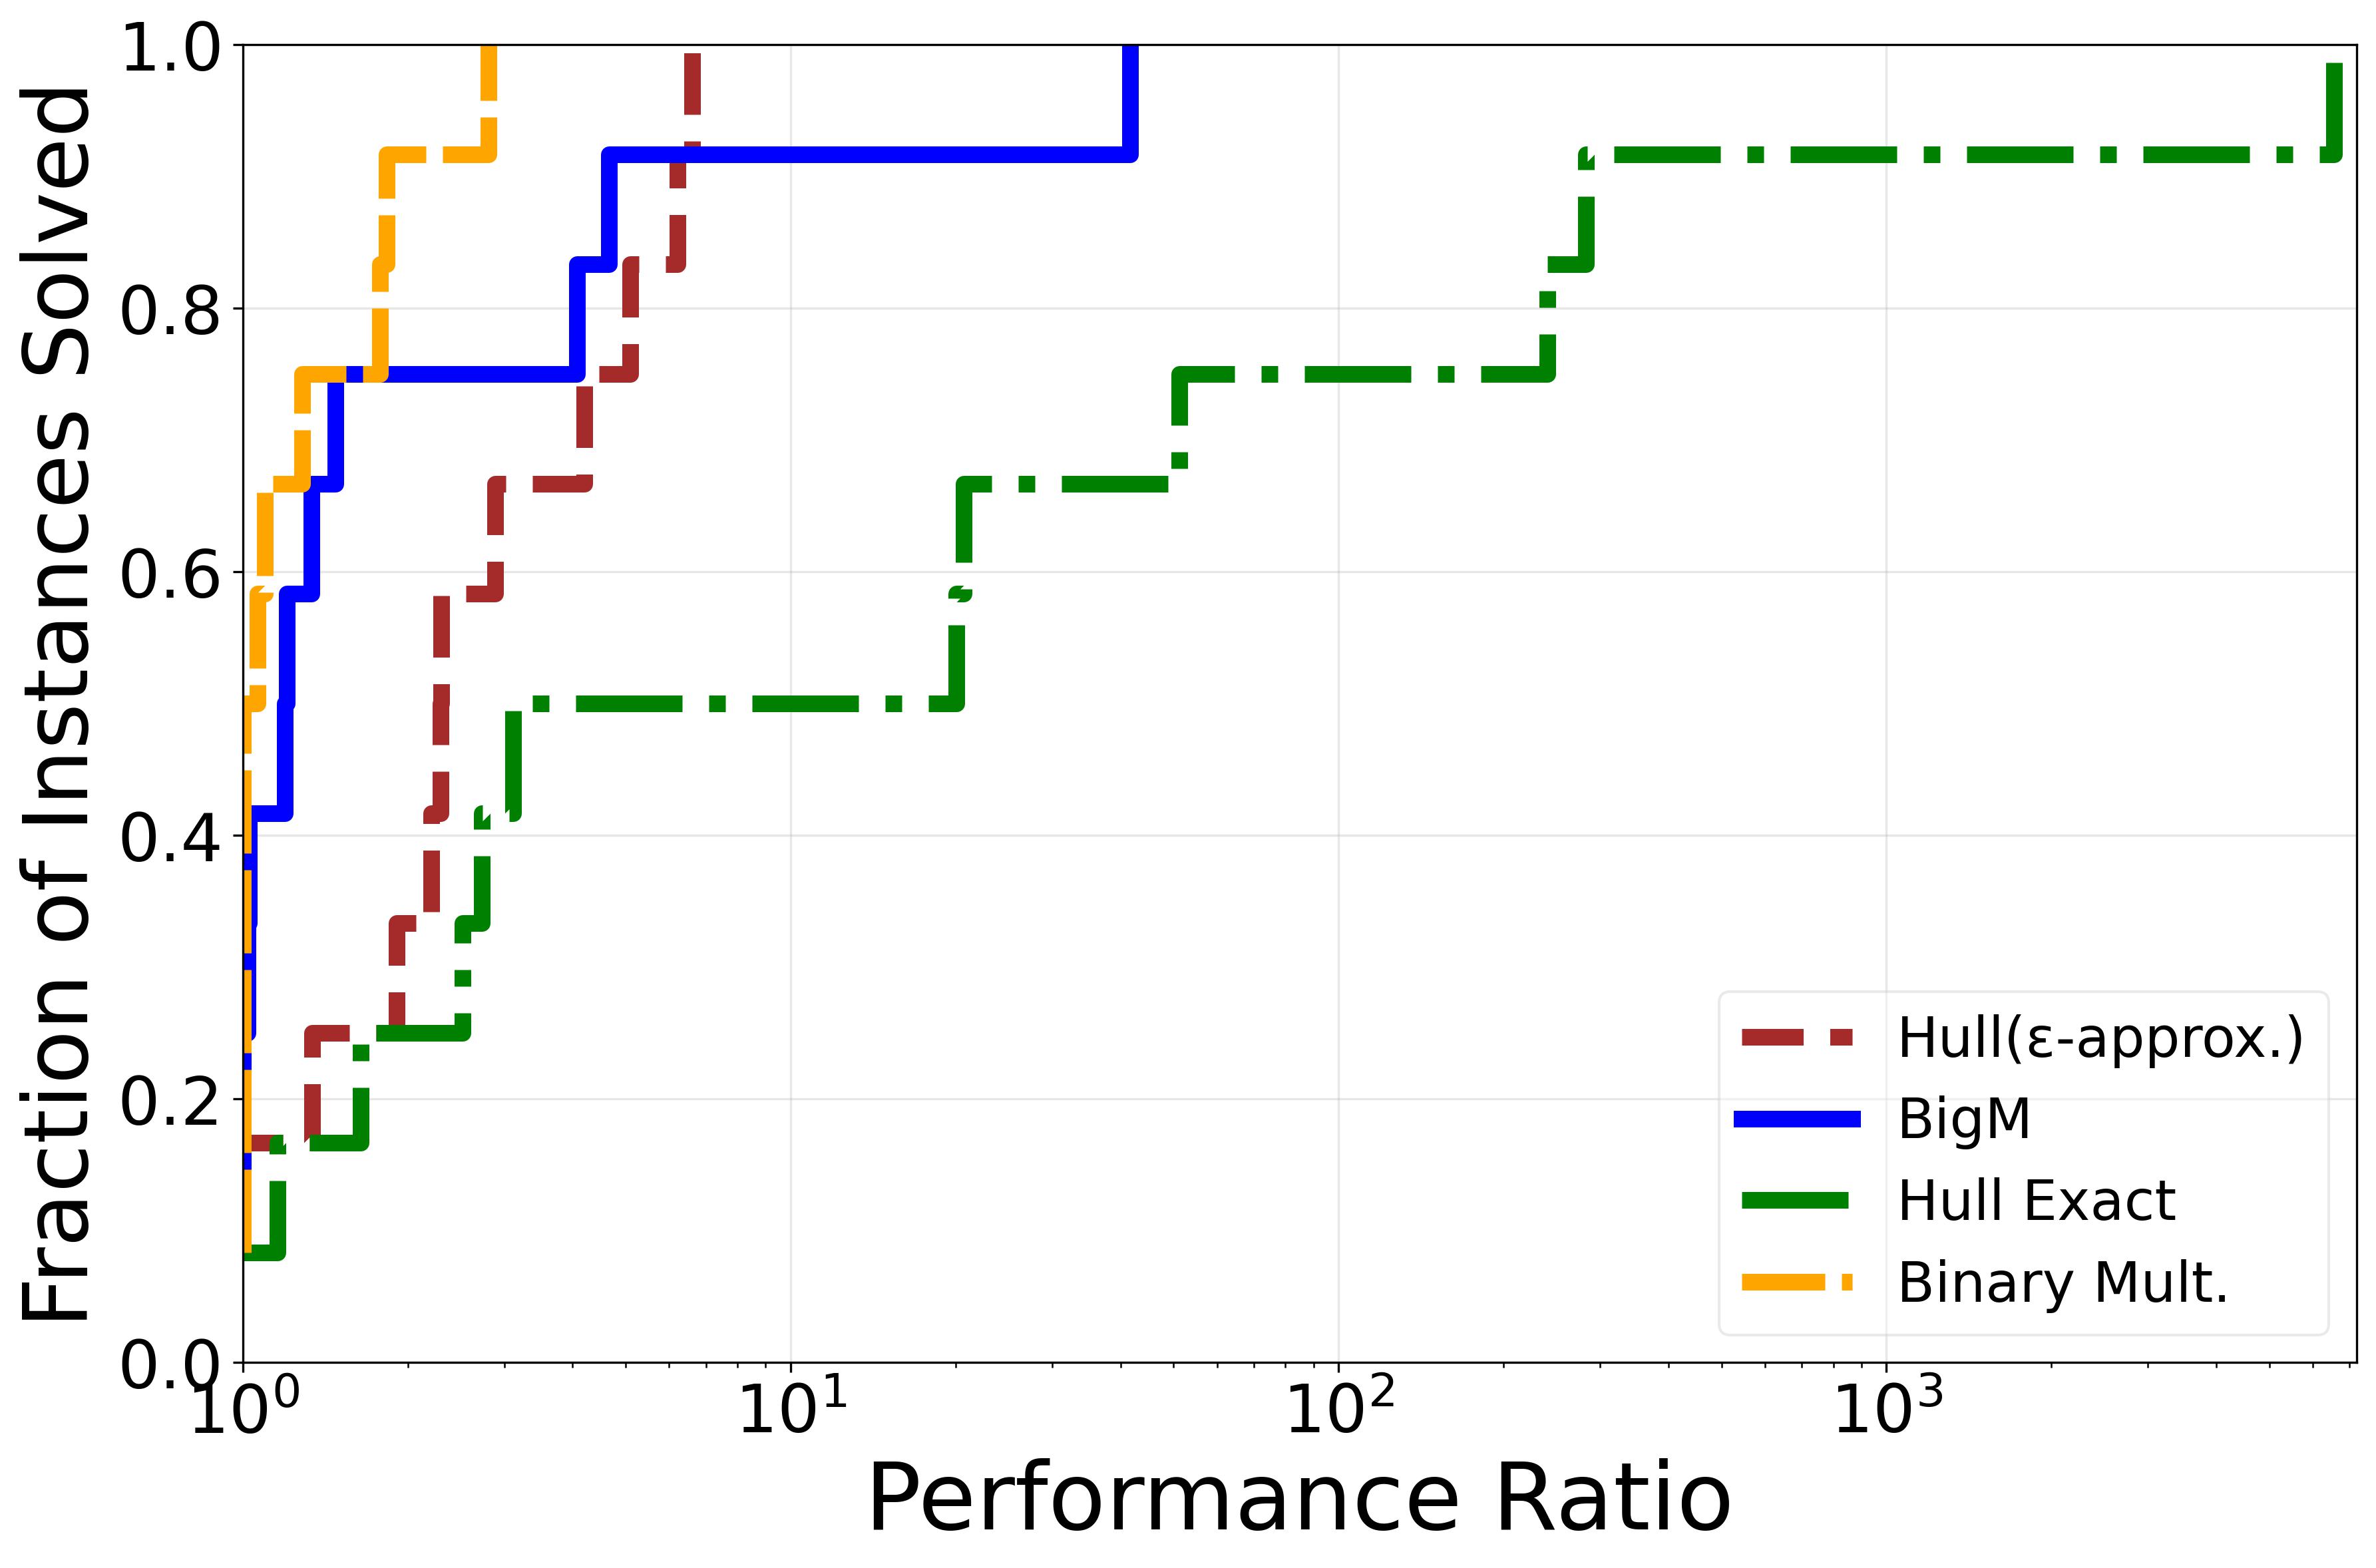 Fraction of Instances Solved
1.0
0.8
0.6
0.4
0.2
0.0
10⁰
10¹
10²
10³
Performance Ratio
Hull(ε-approx.)
BigM
Hull Exact
Binary Mult.